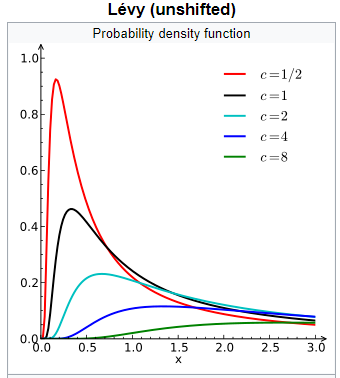 Lévy (unshifted)
Probability density function
1.0
0.8
0.6
0.4
0.2
0.0
c = 1/2
c = 1
c = 2
c = 4
c = 8
0.0 0.5 1.0 1.5 2.0 2.5 3.0
x